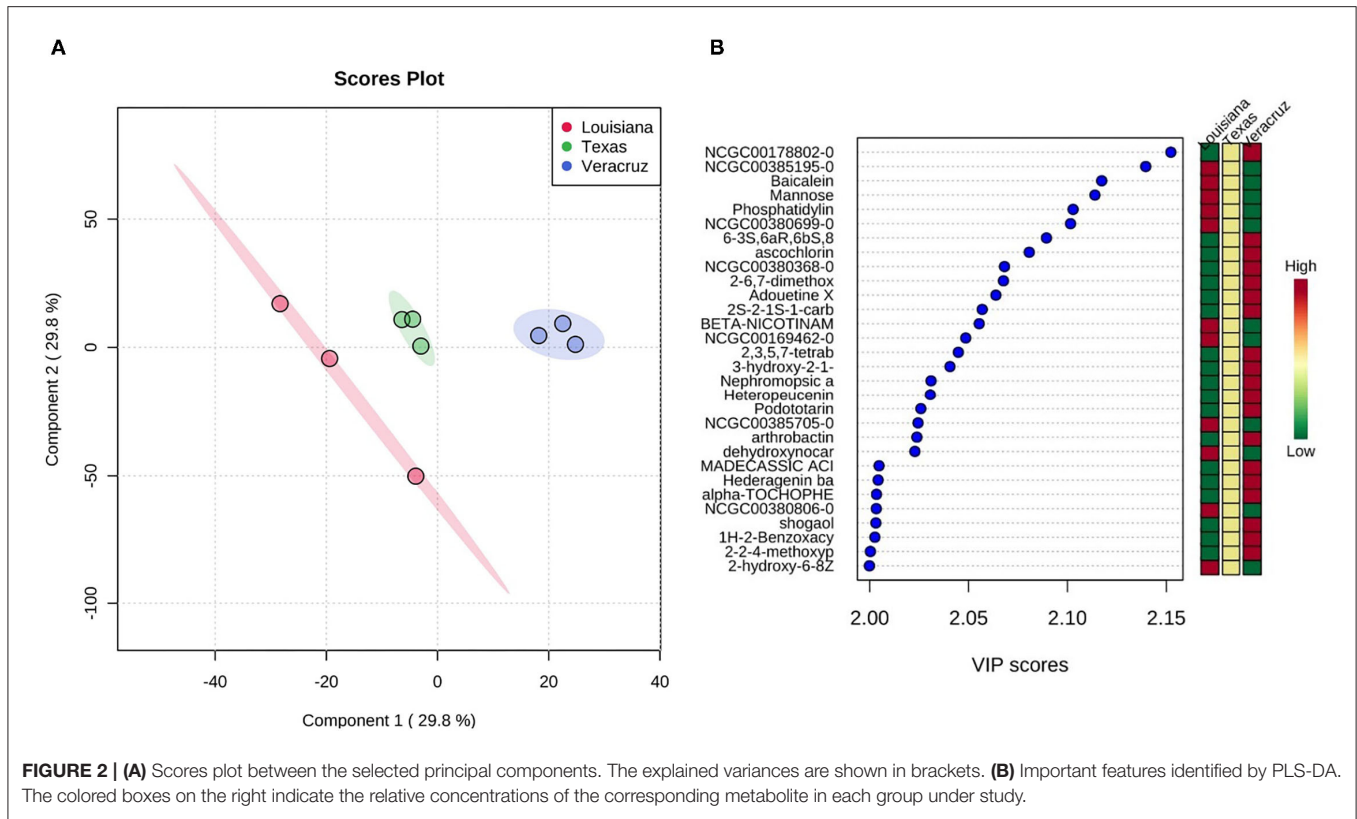 A
Scores Plot
Louisiana
Texas
Veracruz
50
0
-50
-100
Component 2 ( 29.8 %)
-40
-20
0
20
40
Component 1 ( 29.8 %)
B
Louisiana
Texas
Veracruz
NCGC00178802-0
NCGC00385195-0
Baicalein
Mannose
Phosphatidylin
NCGC00380699-0
6-3S,6aR,6bS,8
ascochlorin
NCGC00380368-0
2-6,7-dimethox
Adouetine X
2S-2-1S-1-carb
BETA-NICOTINAM
NCGC00169462-0
2,3,5,7-tetrab
3-hydroxy-2-1-
Nephromopsic a
Heteropeucenin
Podototarin
NCGC00385705-0
arthrobactin
dehydroxynocar
MADECASSIC ACI
Hederagenin ba
alpha-TOCHOPHE
NCGC00380806-0
shogaol
1H-2-Benzoxacy
2-2-4-methoxyp
2-hydroxy-6-8Z
2.00
2.05
2.10
2.15
VIP scores
High
Low
FIGURE 2 | (A) Scores plot between the selected principal components. The explained variances are shown in brackets. (B) Important features identified by PLS-DA.
The colored boxes on the right indicate the relative concentrations of the corresponding metabolite in each group under study.